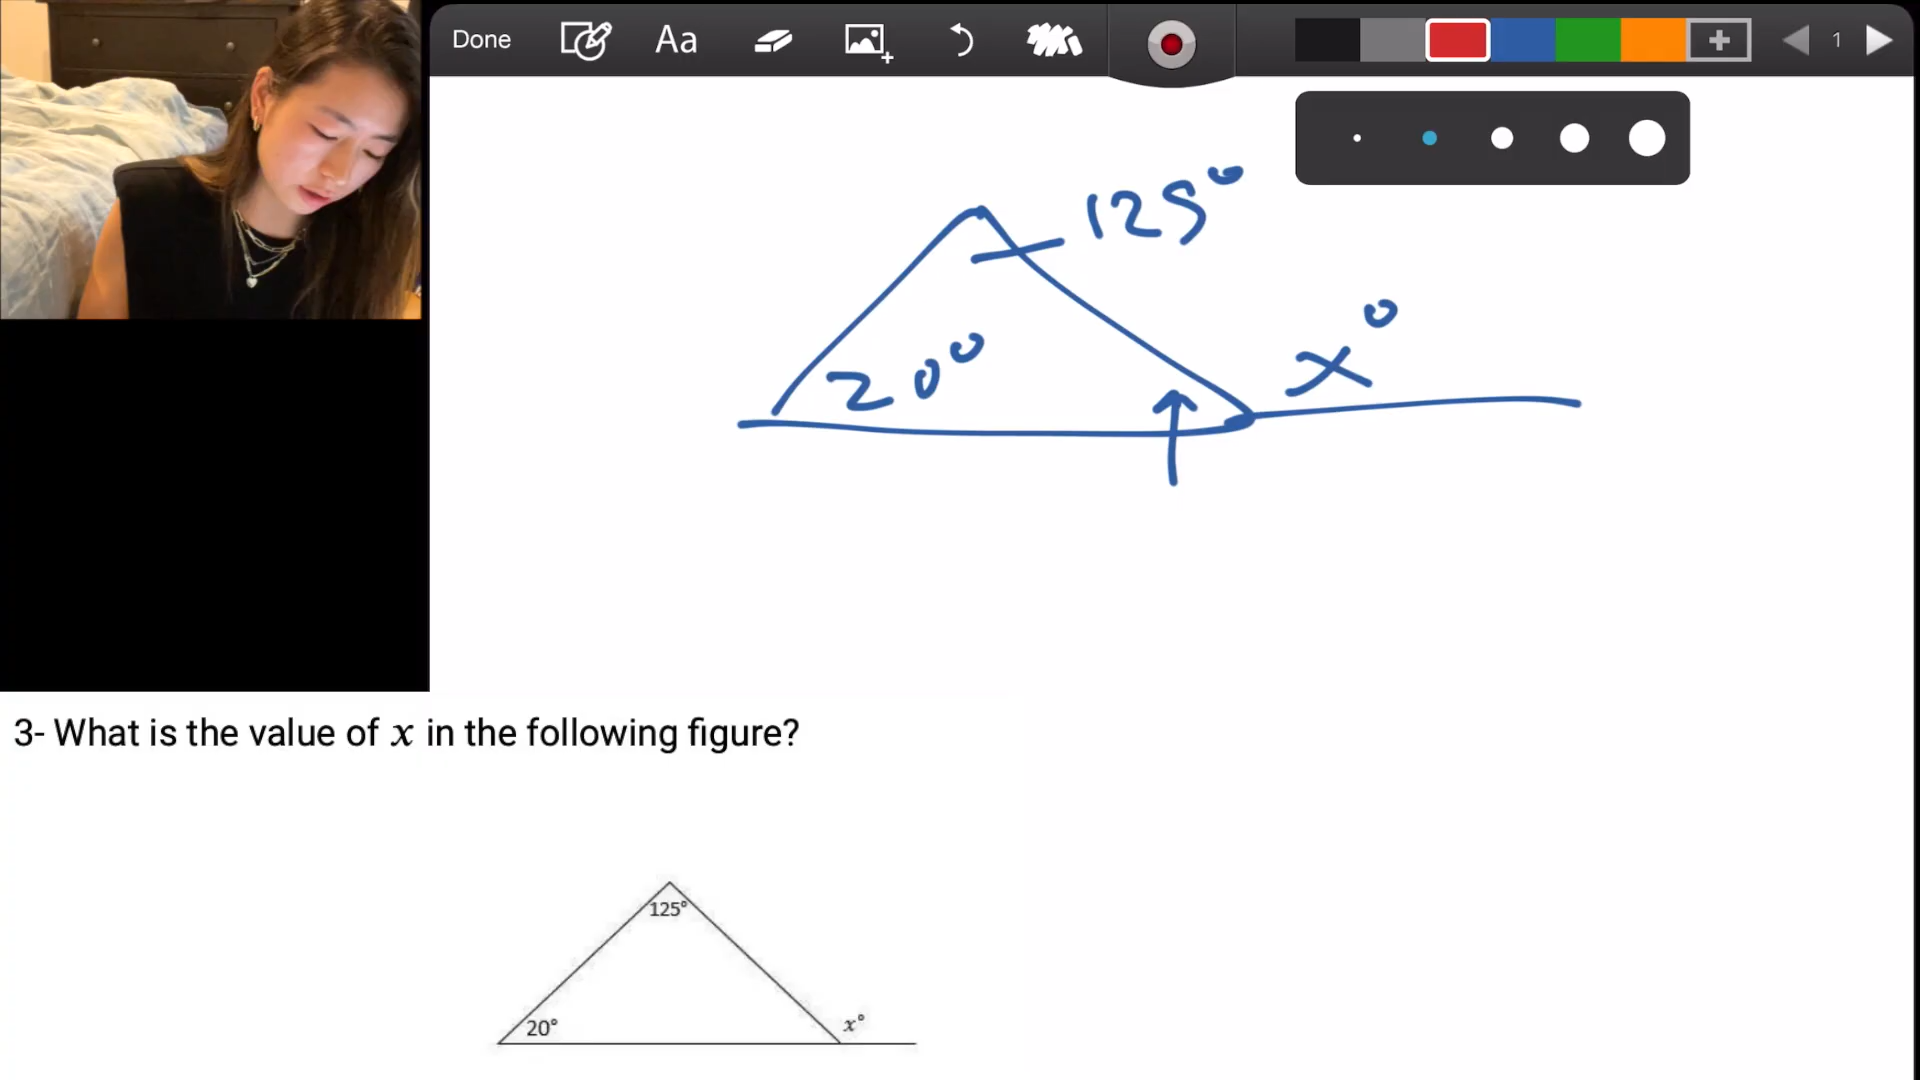 Done Aa 1
125°
20° x°
3- What is the value of x in the following figure?
125°
20° x°